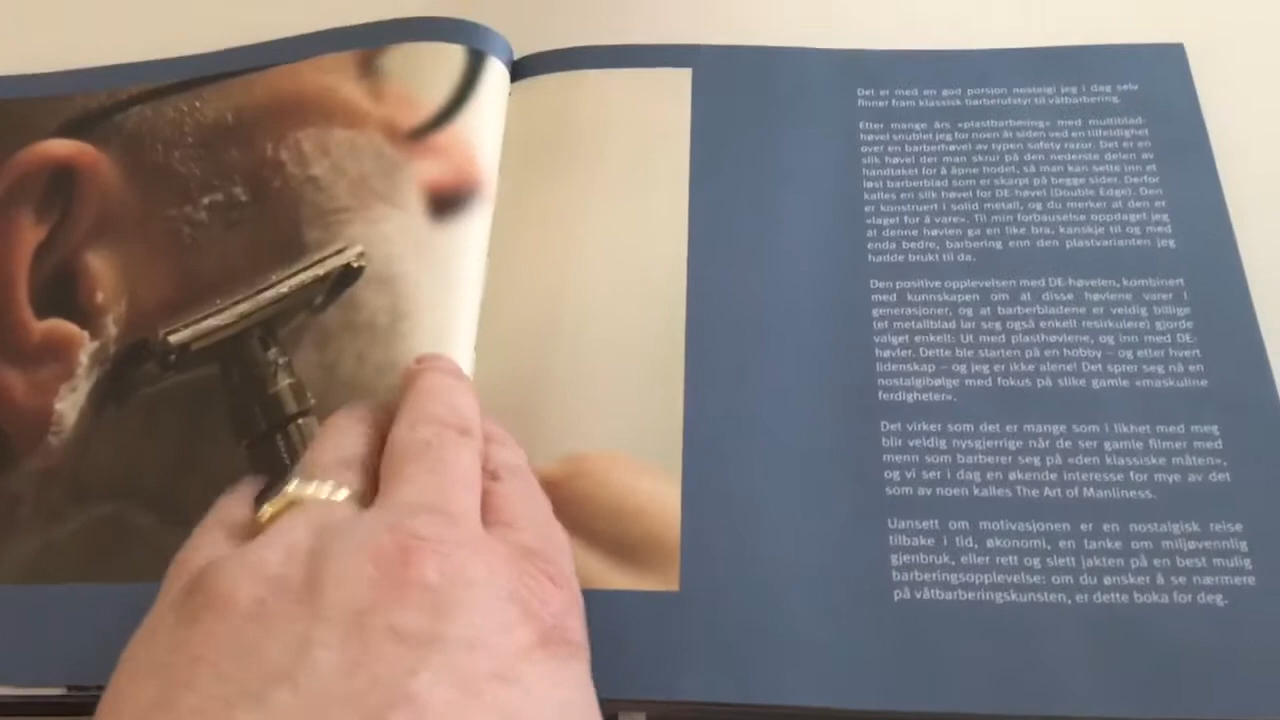 Det er med en god porsjon nostalgi jeg i dag selv
finner fram klassisk barberutstyr til våtbarbering.
Etter mange års «plastbarbering» med multiblad-
høvel snublet jeg for noen år siden ved en tilfeldighet
over en barberhøvel av typen safety razor. Det er en
slik høvel der man skrur på den nederste delen av
håndtaket for å åpne hodet, så man kan sette inn et
løst barberblad som er skarpt på begge sider. Derfor
kalles en slik høvel for DE-høvel (Double Edge). Den
er konstruert i solid metall, og du merker at den er
«laget for å vare». Til min forbauselse oppdaget jeg
at denne høvlen ga en like bra, kanskje til og med
enda bedre, barbering enn den plastvarianten jeg
hadde brukt til da.
Den positive opplevelsen med DE-høvelen, kombinert
med kunnskapen om at disse høvlene varer i
generasjoner, og at barberbladene er veldig billige
(et metallblad lar seg også enkelt resirkulere) gjorde
valget enkelt: Ut med plasthøvlene, og inn med DE-
høvler. Dette ble starten på en hobby – og etter hvert
lidenskap – og jeg er ikke alene! Det sprer seg nå en
nostalgibølge med fokus på slike gamle «maskuline
ferdigheter».
Det virker som det er mange som i likhet med meg
blir veldig nysgjerrige når de ser gamle filmer med
menn som barberer seg på «den klassiske måten»,
og vi ser i dag en økende interesse for mye av det
som av noen kalles The Art of Manliness.
Uansett om motivasjonen er en nostalgisk reise
tilbake i tid, økonomi, en tanke om miljøvennlig
gjenbruk, eller rett og slett jakten på en best mulig
barberingsopplevelse: om du ønsker å se nærmere
på våtbarberingskunsten, er dette boka for deg.